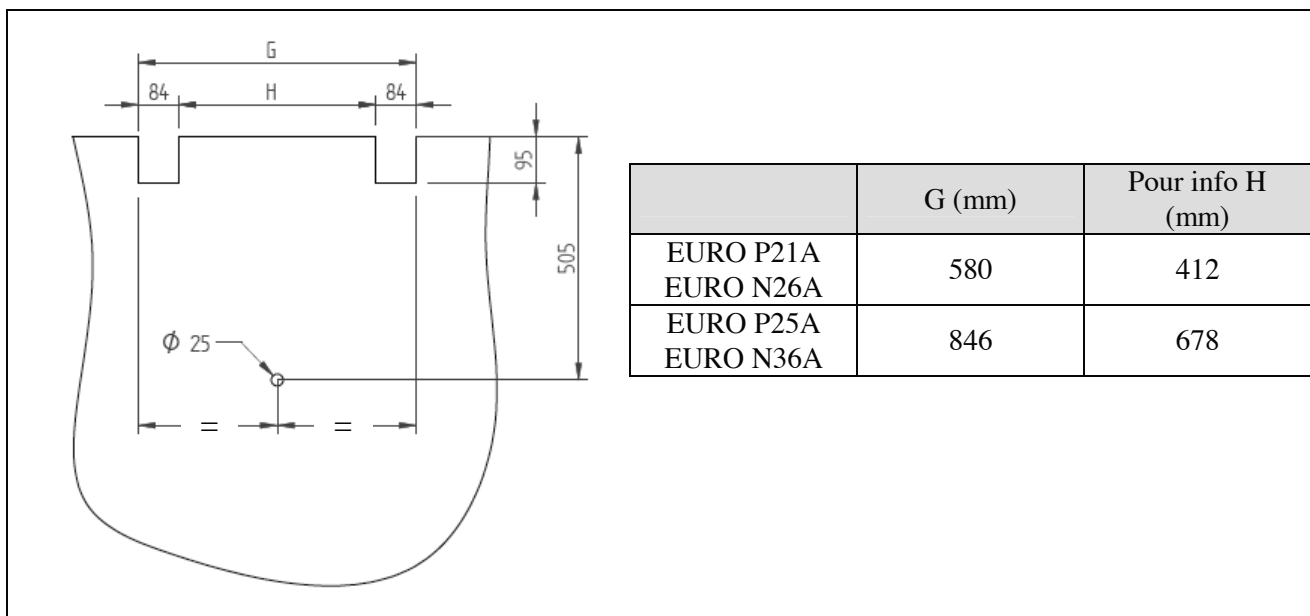 G
84 H 84
95
505
Φ 25
= =
G (mm) Pour info H
(mm)
EURO P21A
EURO N26A
580 412
EURO P25A
EURO N36A
846 678